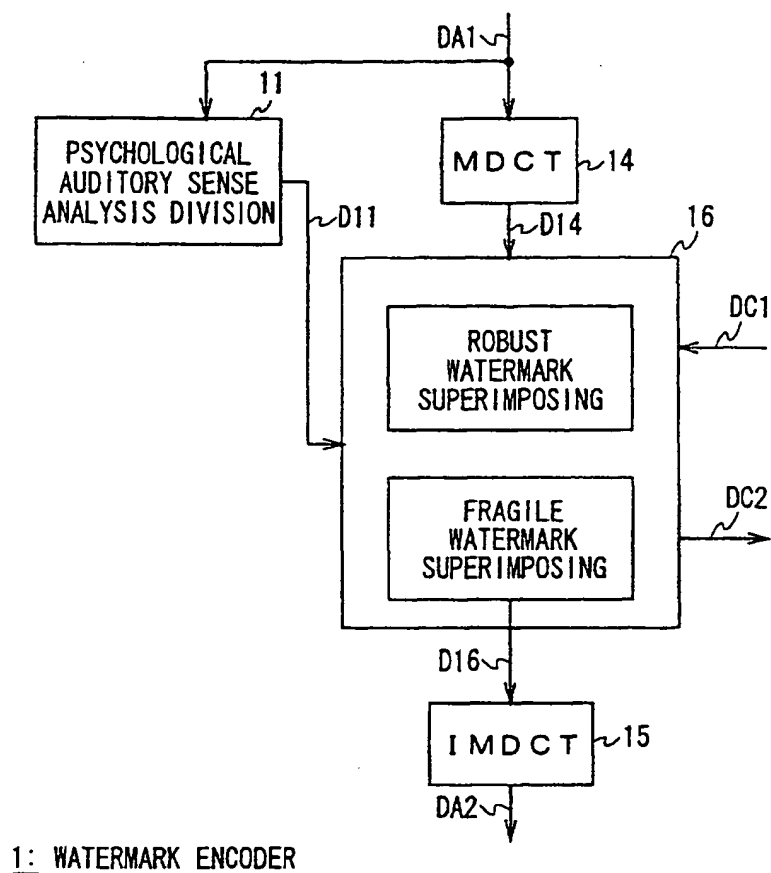 DA1
11
PSYCHOLOGICAL
AUDITORY SENSE
ANALYSIS DIVISION
MDCT
14
D11
D14
16
DC1
ROBUST
WATERMARK
SUPERIMPOSING
DC2
FRAGILE
WATERMARK
SUPERIMPOSING
D16
IMDCT
15
DA2
1: WATERMARK ENCODER